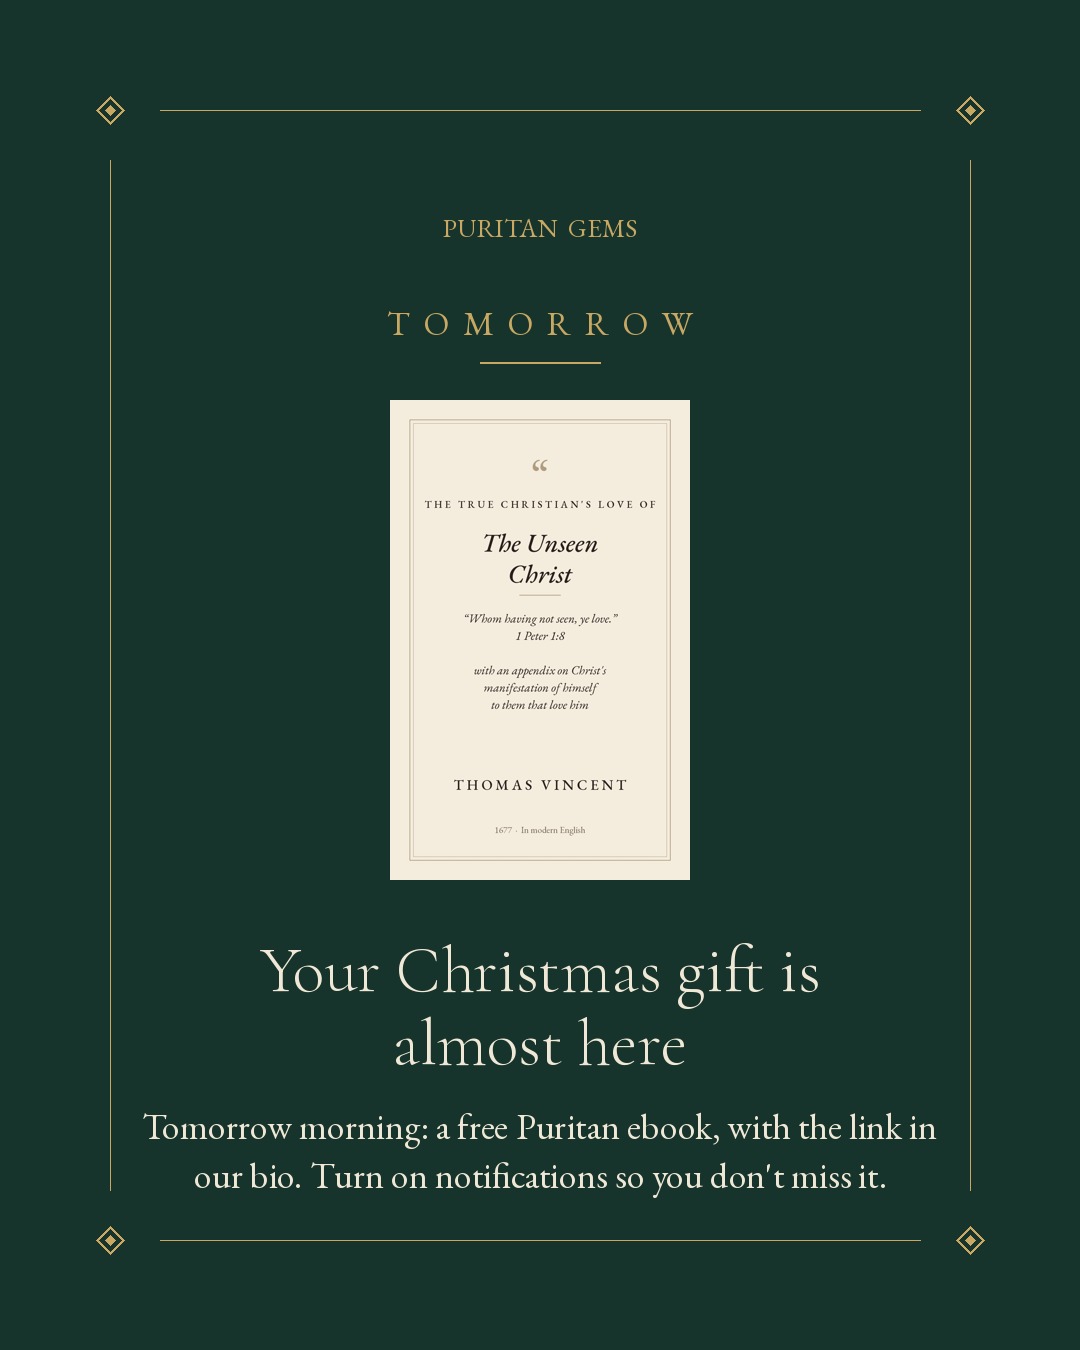 PURITAN GEMS
TOMORROW
“
THE TRUE CHRISTIAN'S LOVE OF
The Unseen
Christ
“Whom having not seen, ye love.”
1 Peter 1:8
with an appendix on Christ's
manifestation of himself
to them that love him
THOMAS VINCENT
1677 · In modern English
Your Christmas gift is
almost here
Tomorrow morning: a free Puritan ebook, with the link in
our bio. Turn on notifications so you don't miss it.